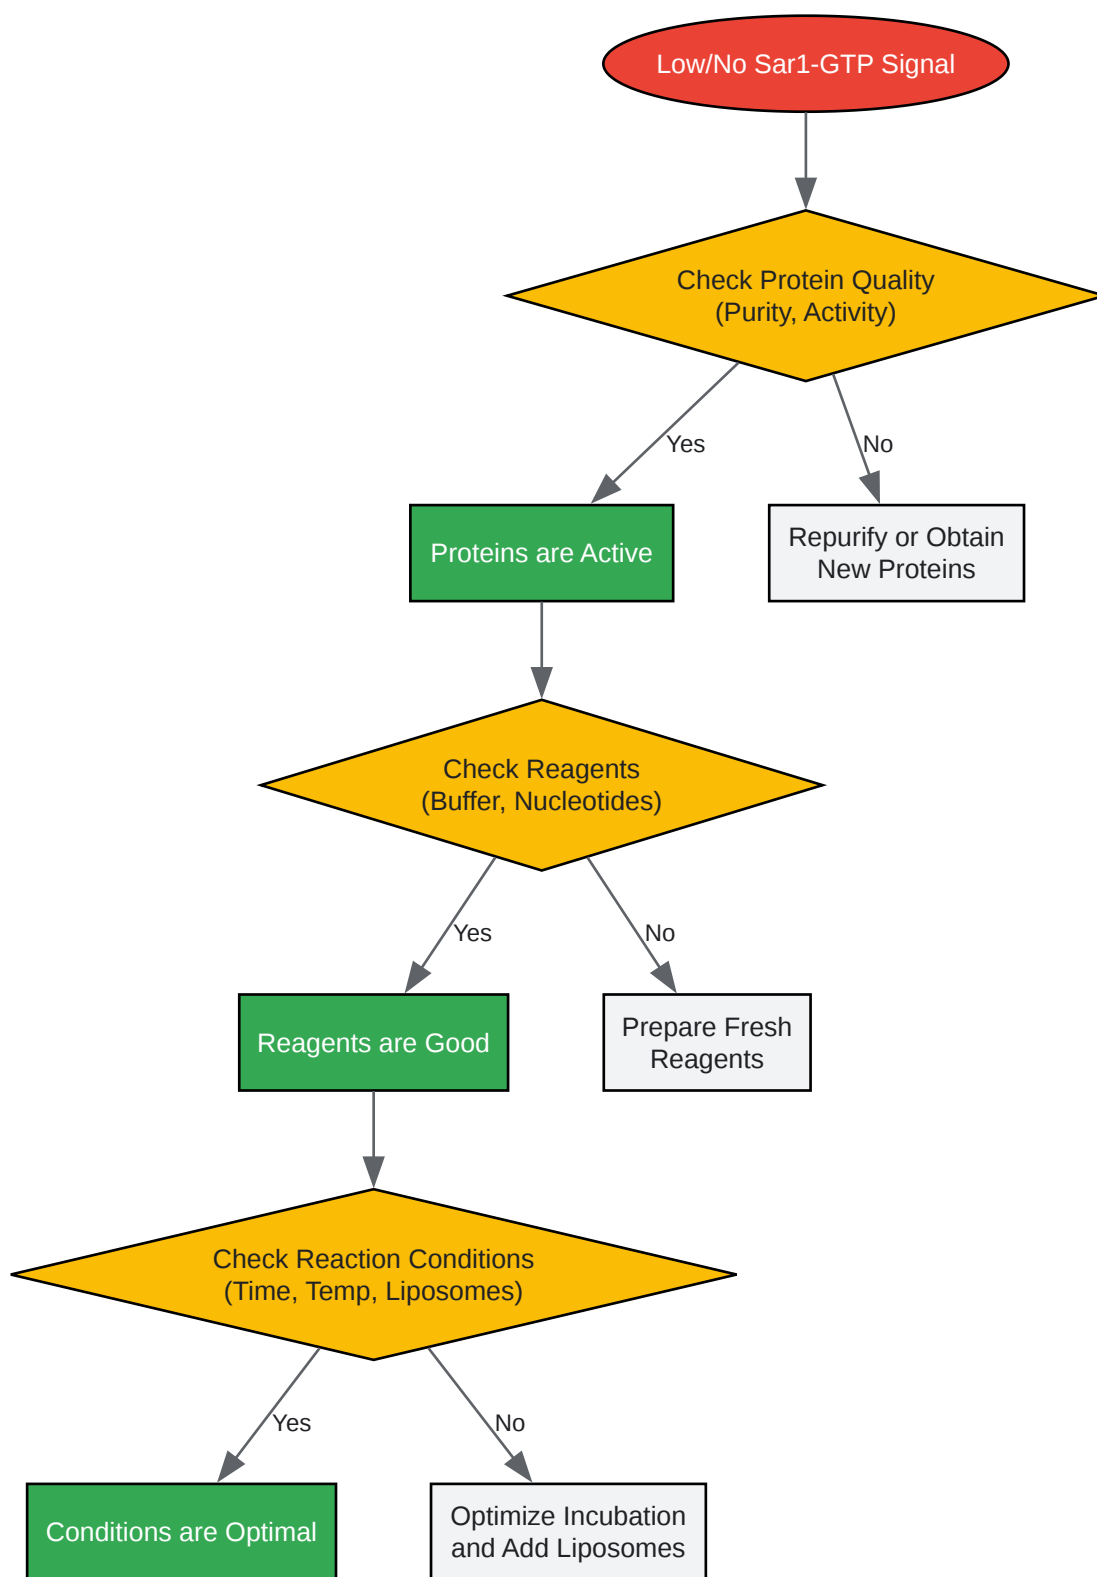 Low/No Sar1-GTP Signal
Check Protein Quality
(Purity, Activity)
Yes
No
Proteins are Active
Repurify or Obtain
New Proteins
Check Reagents
(Buffer, Nucleotides)
Yes
No
Reagents are Good
Prepare Fresh
Reagents
Check Reaction Conditions
(Time, Temp, Liposomes)
Yes
No
Conditions are Optimal
Optimize Incubation
and Add Liposomes